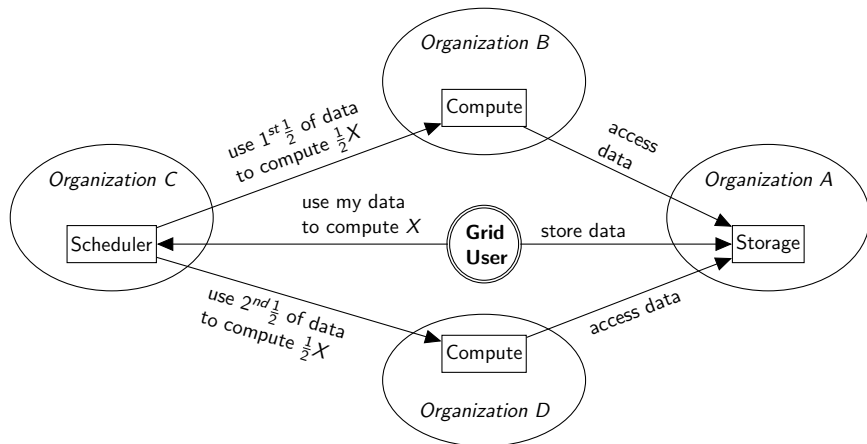 Organization B
Compute
use 1st 1/2 of data
to compute 1/2 X
access
data
Organization C
Scheduler
use my data
to compute X
Grid
User
store data
Organization A
Storage
use 2nd 1/2 of data
to compute 1/2 X
access data
Compute
Organization D